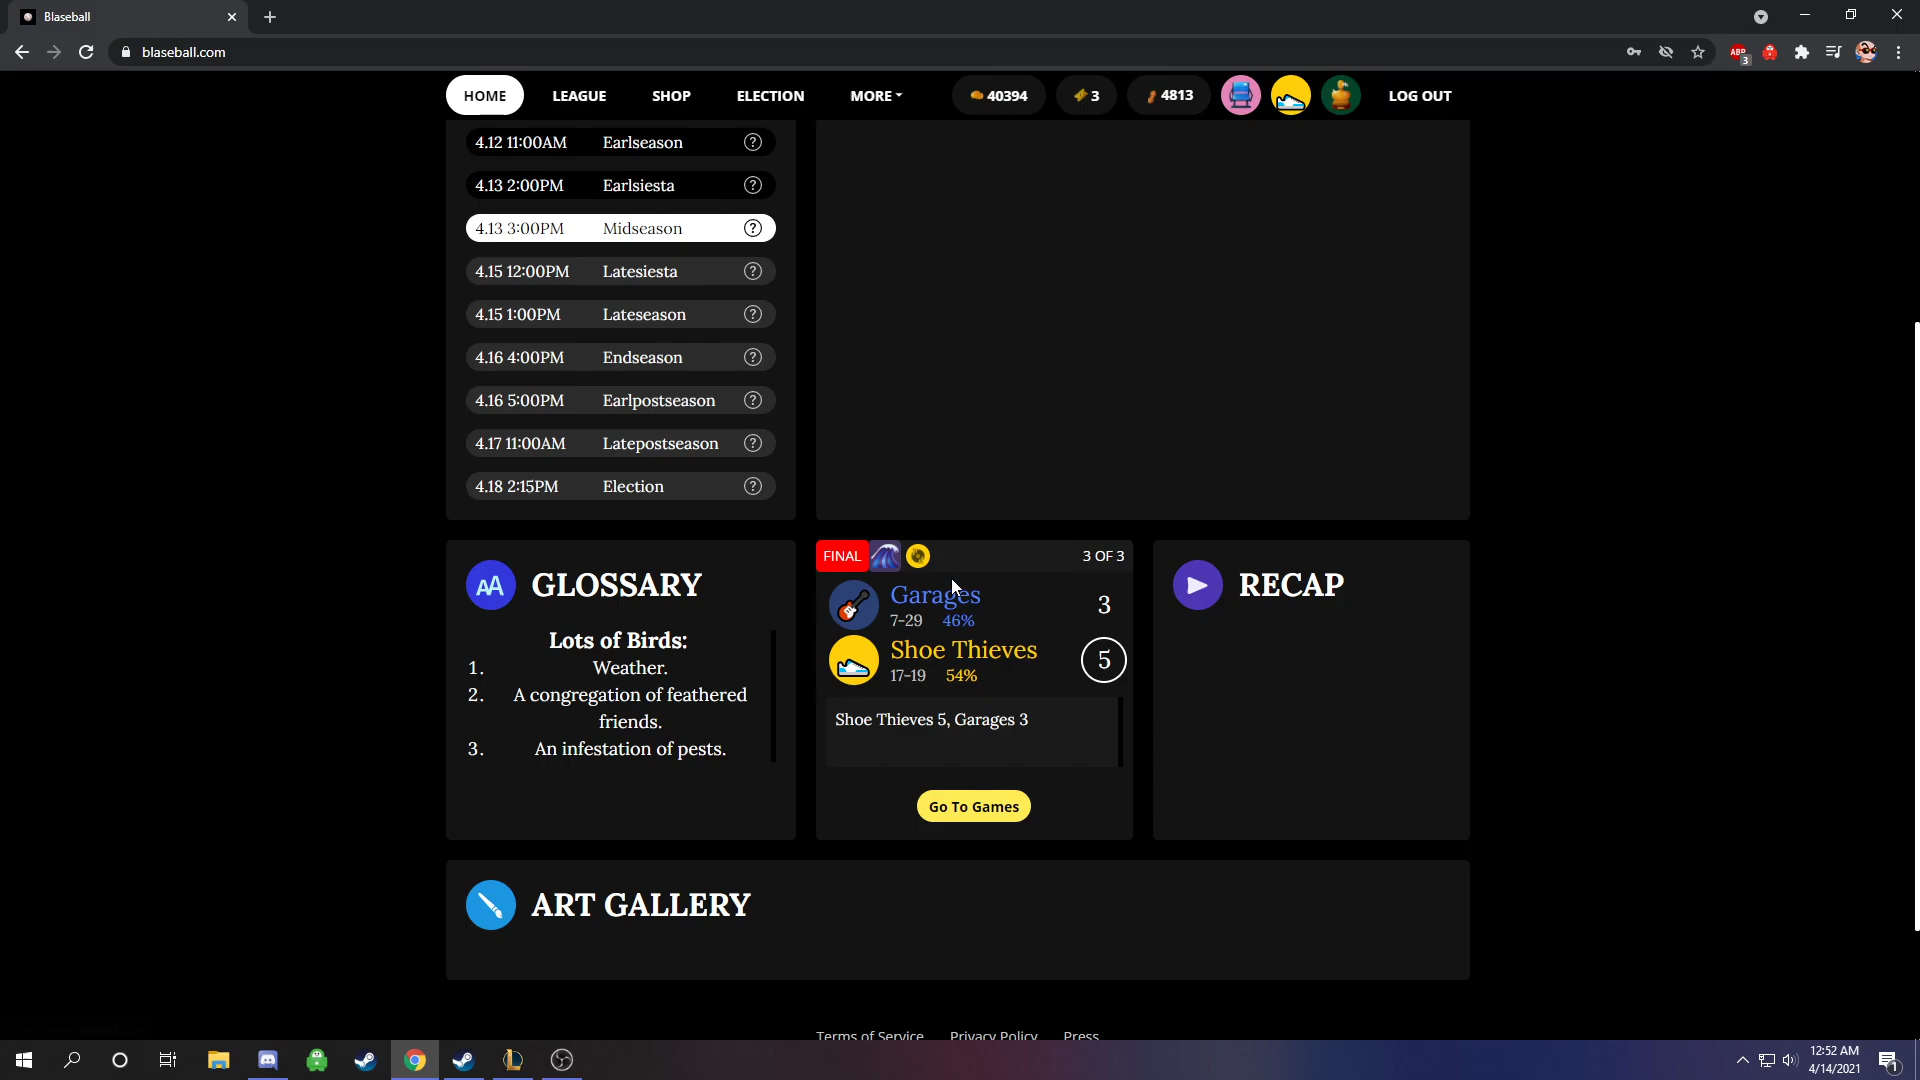 Blaseball
blaseball.com
ABP 3
HOME LEAGUE SHOP ELECTION MORE 40394 3 4813 LOG OUT
4.12 11:00AM Earlseason ?
4.13 2:00PM Earlsiesta ?
4.13 3:00PM Midseason ?
4.15 12:00PM Latesiesta ?
4.15 1:00PM Lateseason ?
4.16 4:00PM Endseason ?
4.16 5:00PM Earlpostseason ?
4.17 11:00AM Latepostseason ?
4.18 2:15PM Election ?
AA GLOSSARY
Lots of Birds:
1. Weather.
2. A congregation of feathered
friends.
3. An infestation of pests.
FINAL 3 OF 3
Garages 3
7-29 46%
Shoe Thieves 5
17-19 54%
Shoe Thieves 5, Garages 3
Go To Games
RECAP
ART GALLERY
Terms of Service Privacy Policy Press
12:52 AM
4/14/2021
1